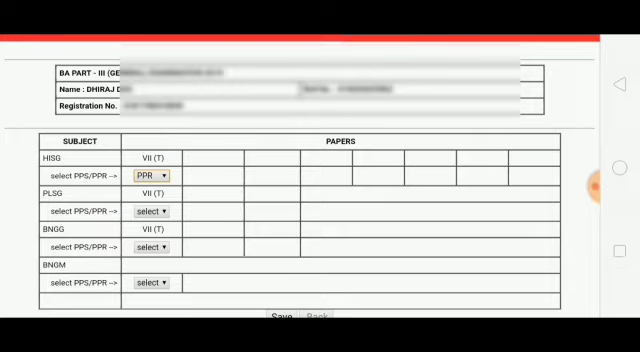 BA PART - III (GE
Name : DHIRAJ D
Registration No.
SUBJECT PAPERS
HISG VII (T)
select PPS/PPR --> PPR
PLSG VII (T)
select PPS/PPR --> select
BNGG VII (T)
select PPS/PPR --> select
BNGM
select PPS/PPR --> select
Save Back